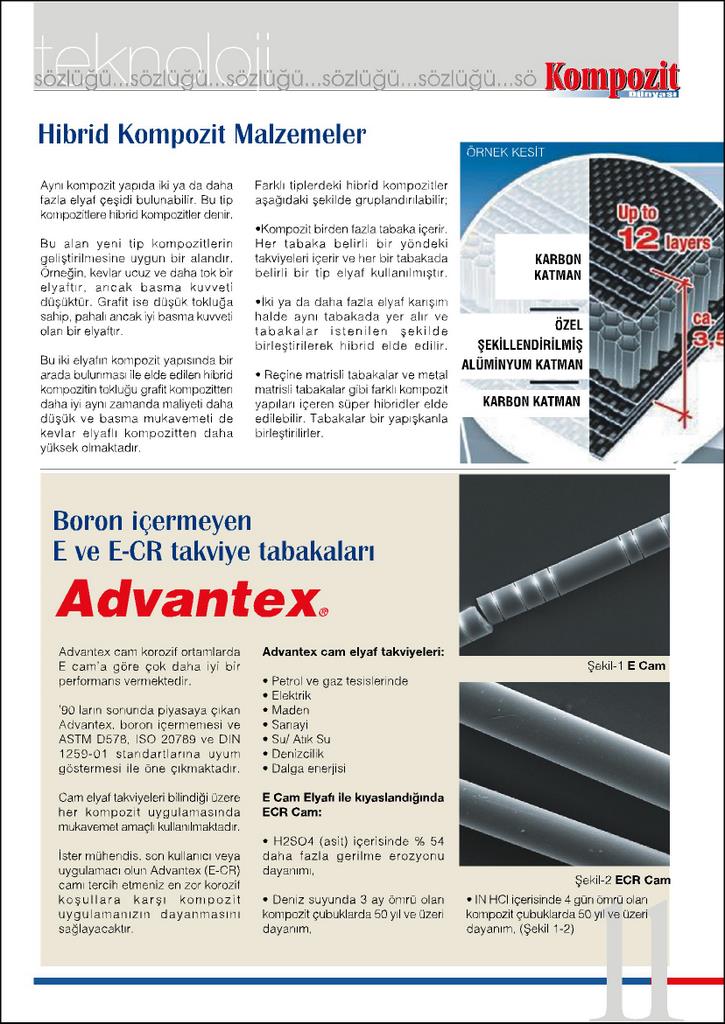 teknoloji
sözlüğü...sözlüğü...sözlüğü...sözlüğü...sözlüğü...sö
Kompozit
Dünyası
Hibrid Kompozit Malzemeler
Aynı kompozit yapıda iki ya da daha
fazla elyaf çeşidi bulunabilir. Bu tip
kompozitlere hibrid kompozitler denir.
Bu alan yeni tip kompozitlerin
geliştirilmesine uygun bir alandır.
Örneğin, kevlar ucuz ve daha tok bir
elyaftır, ancak basma kuvveti
düşüktür. Grafit ise düşük tokluğa
sahip, pahalı ancak iyi basma kuvveti
olan bir elyaftır.
Bu iki elyafın kompozit yapısında bir
arada bulunması ile elde edilen hibrid
kompozitin tokluğu grafit kompozitten
daha iyi aynı zamanda maliyeti daha
düşük ve basma mukavemeti de
kevlar elyaflı kompozitten daha
yüksek olmaktadır.
Farklı tiplerdeki hibrid kompozitler
aşağıdaki şekilde gruplandırılabilir;
•Kompozit birden fazla tabaka içerir.
Her tabaka belirli bir yöndeki
takviyeleri içerir ve her bir tabakada
belirli bir tip elyaf kullanılmıştır.
•İki ya da daha fazla elyaf karışım
halde aynı tabakada yer alır ve
tabakalar istenilen şekilde
birleştirilerek hibrid elde edilir.
• Reçine matrisli tabakalar ve metal
matrisli tabakalar gibi farklı kompozit
yapıları içeren süper hibridler elde
edilebilir. Tabakalar bir yapışkanla
birleştirilirler.
ÖRNEK KESİT
Up to
12 layers
KARBON
KATMAN
ca.
3,5
ÖZEL
ŞEKİLLENDİRİLMİŞ
ALÜMİNYUM KATMAN
KARBON KATMAN
Boron içermeyen
E ve E-CR takviye tabakaları
Advantex®
Advantex cam korozif ortamlarda
E cam'a göre çok daha iyi bir
performans vermektedir.
'90 ların sonunda piyasaya çıkan
Advantex, boron içermemesi ve
ASTM D578, ISO 20789 ve DIN
1259-01 standartlarına uyum
göstermesi ile öne çıkmaktadır.
Cam elyaf takviyeleri bilindiği üzere
her kompozit uygulamasında
mukavemet amaçlı kullanılmaktadır.
İster mühendis, son kullanıcı veya
uygulamacı olun Advantex (E-CR)
camı tercih etmeniz en zor korozif
koşullara karşı kompozit
uygulamanızın dayanmasını
sağlayacaktır.
Advantex cam elyaf takviyeleri:
• Petrol ve gaz tesislerinde
• Elektrik
• Maden
• Sanayi
• Su/ Atık Su
• Denizcilik
• Dalga enerjisi
E Cam Elyafı ile kıyaslandığında
ECR Cam:
• H2SO4 (asit) içerisinde % 54
daha fazla gerilme erozyonu
dayanımı,
• Deniz suyunda 3 ay ömrü olan
kompozit çubuklarda 50 yıl ve üzeri
dayanım,
Şekil-1 E Cam
Şekil-2 ECR Cam
• IN HCl içerisinde 4 gün ömrü olan
kompozit çubuklarda 50 yıl ve üzeri
dayanım, (Şekil 1-2)
11